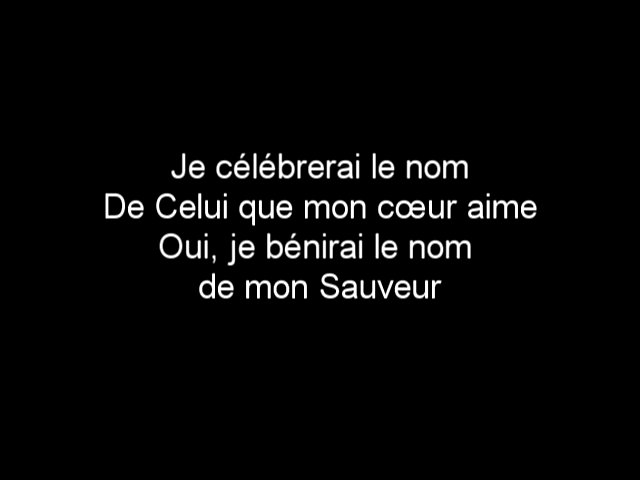 Je célébrerai le nom
De Celui que mon cœur aime
Oui, je bénirai le nom
de mon Sauveur